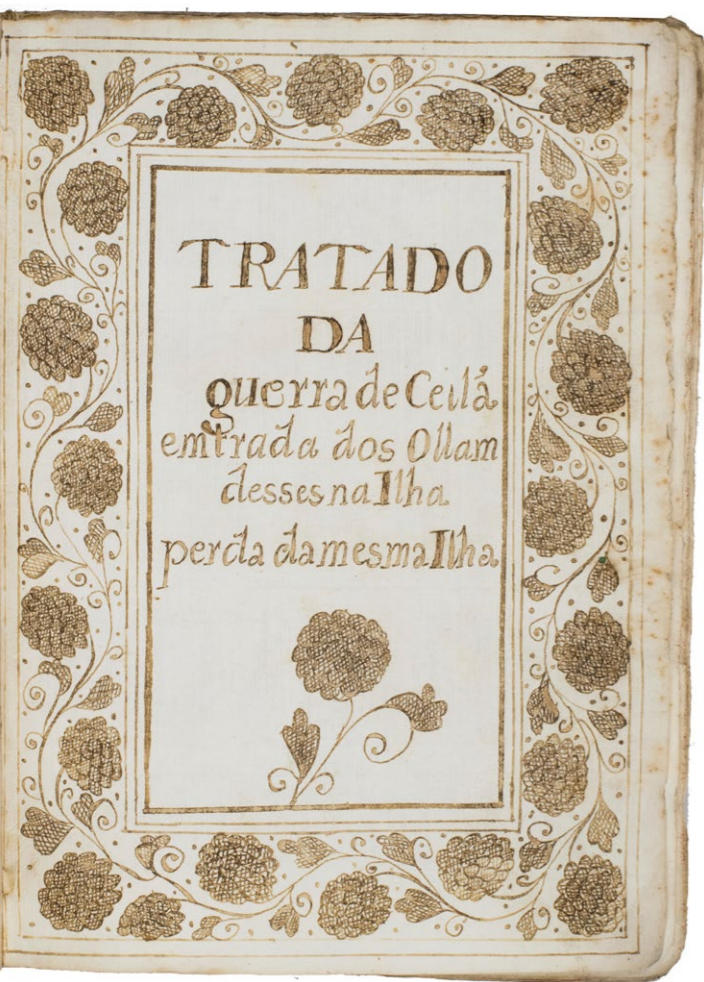 TRATADO
DA
guerra de Ceilá
emtrada dos Ollam
desses na Ilha
perda da mesma Ilha